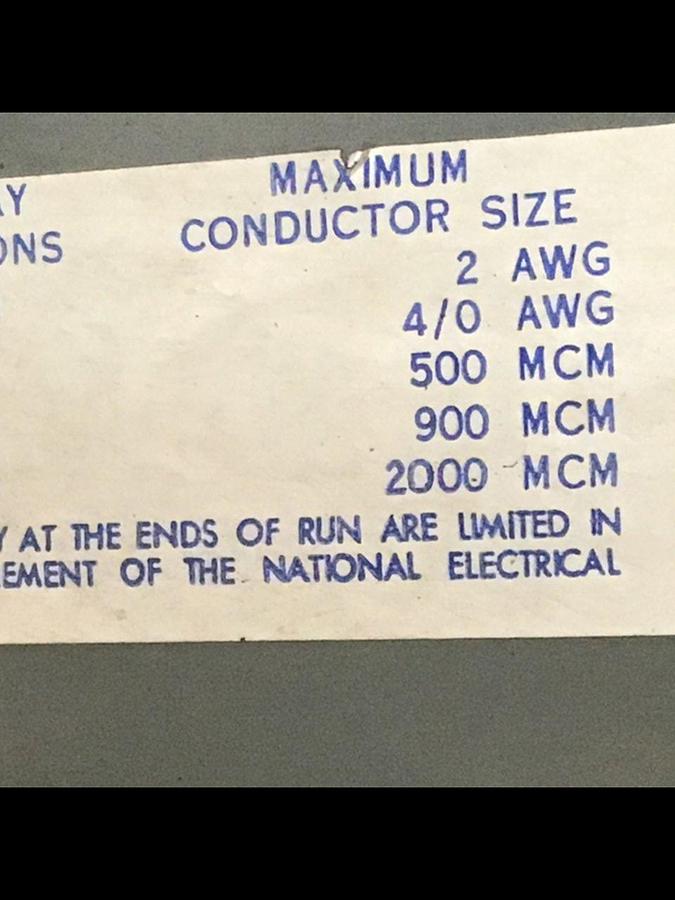 AY MAXIMUM
ONS CONDUCTOR SIZE
2 AWG
4/0 AWG
500 MCM
900 MCM
2000 MCM
Y AT THE ENDS OF RUN ARE LIMITED IN
EMENT OF THE NATIONAL ELECTRICAL